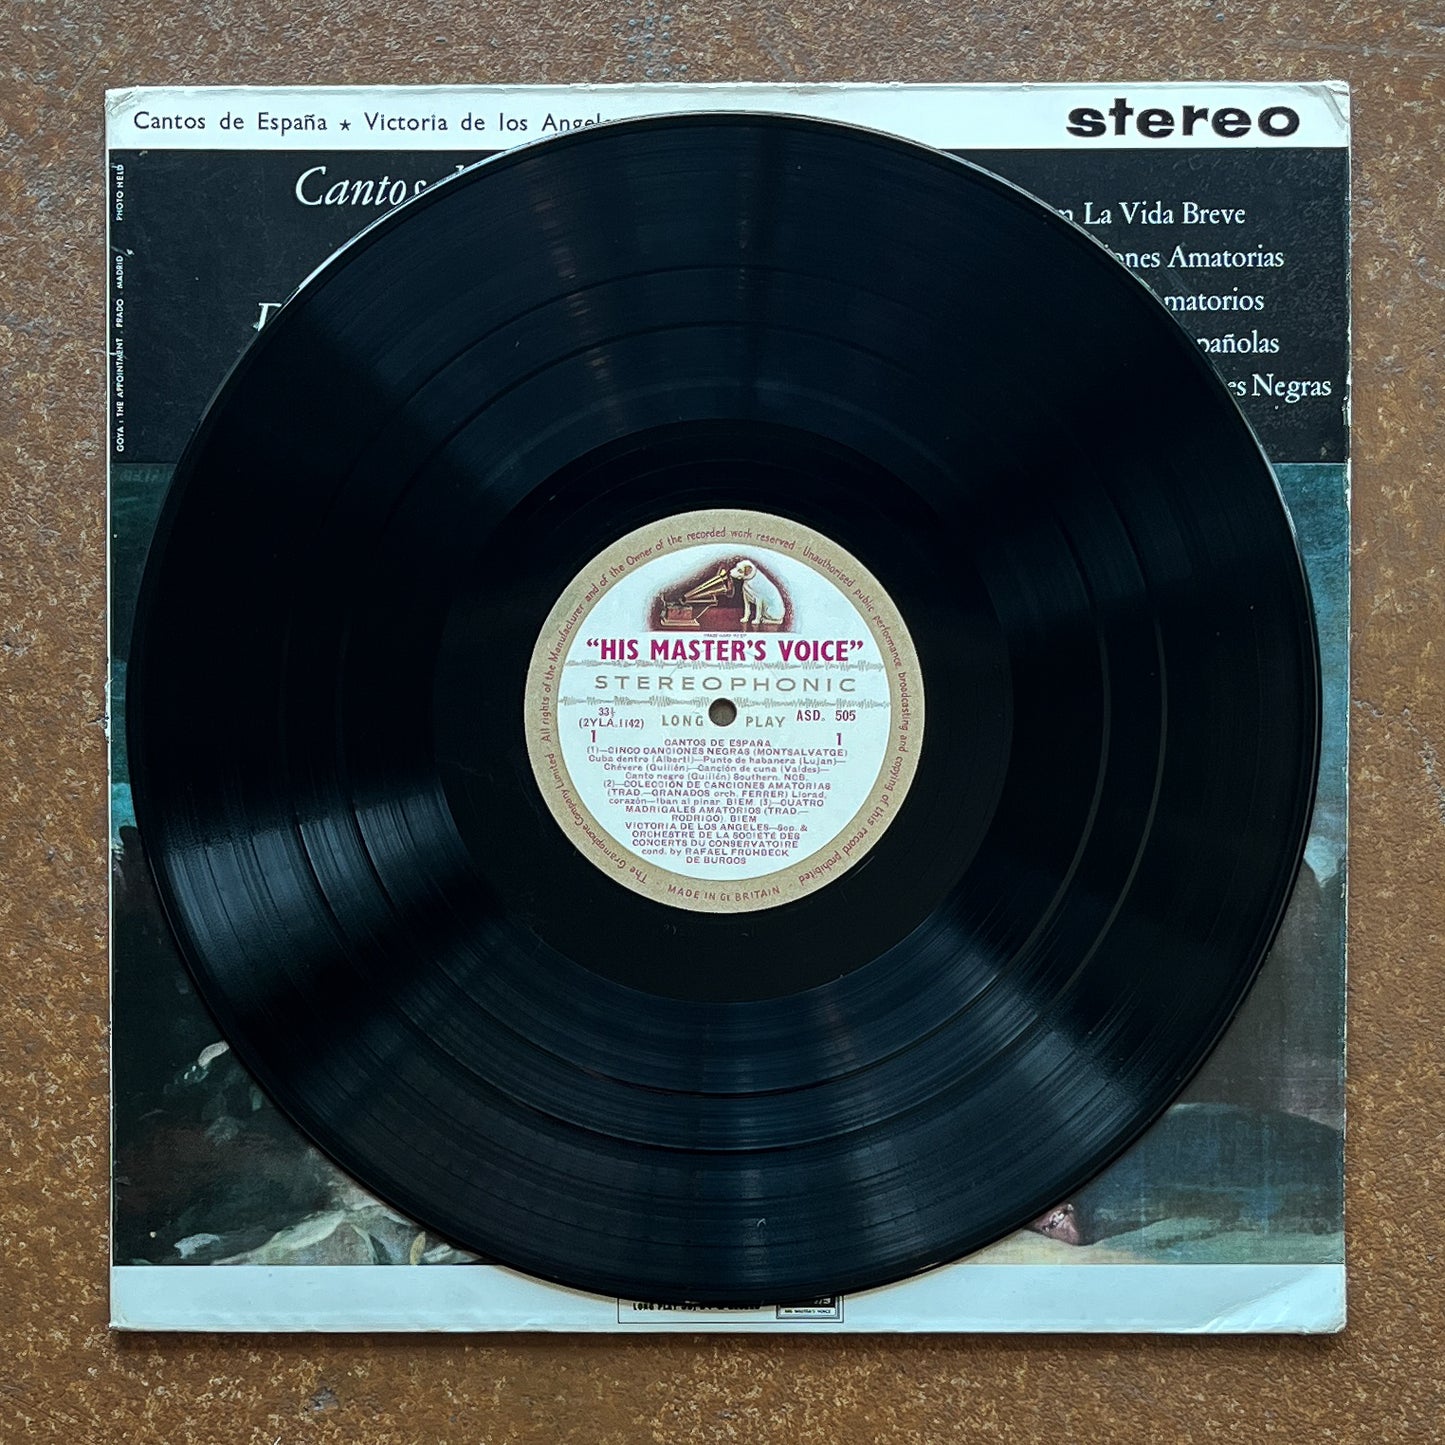 Cantos de España ★ Victoria de los Angeles
stereo
Cantos
La Vida Breve
Amatorias
Negras
GOYA : THE APPOINTMENT . PRADO . MADRID PHOTO HELD
All rights of the Manufacturer and of the Owner of the recorded work reserved · Unauthorised public performance, broadcasting and copying of this record prohibited
"HIS MASTER'S VOICE"
STEREOPHONIC
33⅓
(2YLA.1142)
LONG PLAY
ASD. 505
1 1
CANTOS DE ESPAÑA
(1)—CINCO CANCIONES NEGRAS (MONTSALVATGE)
Cuba dentro (Alberti)—Punto de habanera (Lujan)—
Chévere (Guillén)—Canción de cuna (Valdes)—
Canto negro (Guillén) Southern. NCB.
(2)—COLECCIÓN DE CANCIONES AMATORIAS
(TRAD.—GRANADOS orch. FERRER) Llorad,
corazón—Iban al pinar. BIEM. (3)—CUATRO
MADRIGALES AMATORIOS (TRAD.—
RODRIGO). BIEM
VICTORIA DE LOS ANGELES—Sop. &
ORCHESTRE DE LA SOCIÉTÉ DES
CONCERTS DU CONSERVATOIRE
cond. by RAFAEL FRÜHBECK
DE BURGOS
The Gramophone Company Limited ·
· MADE IN GT BRITAIN ·
HIS MASTER'S VOICE